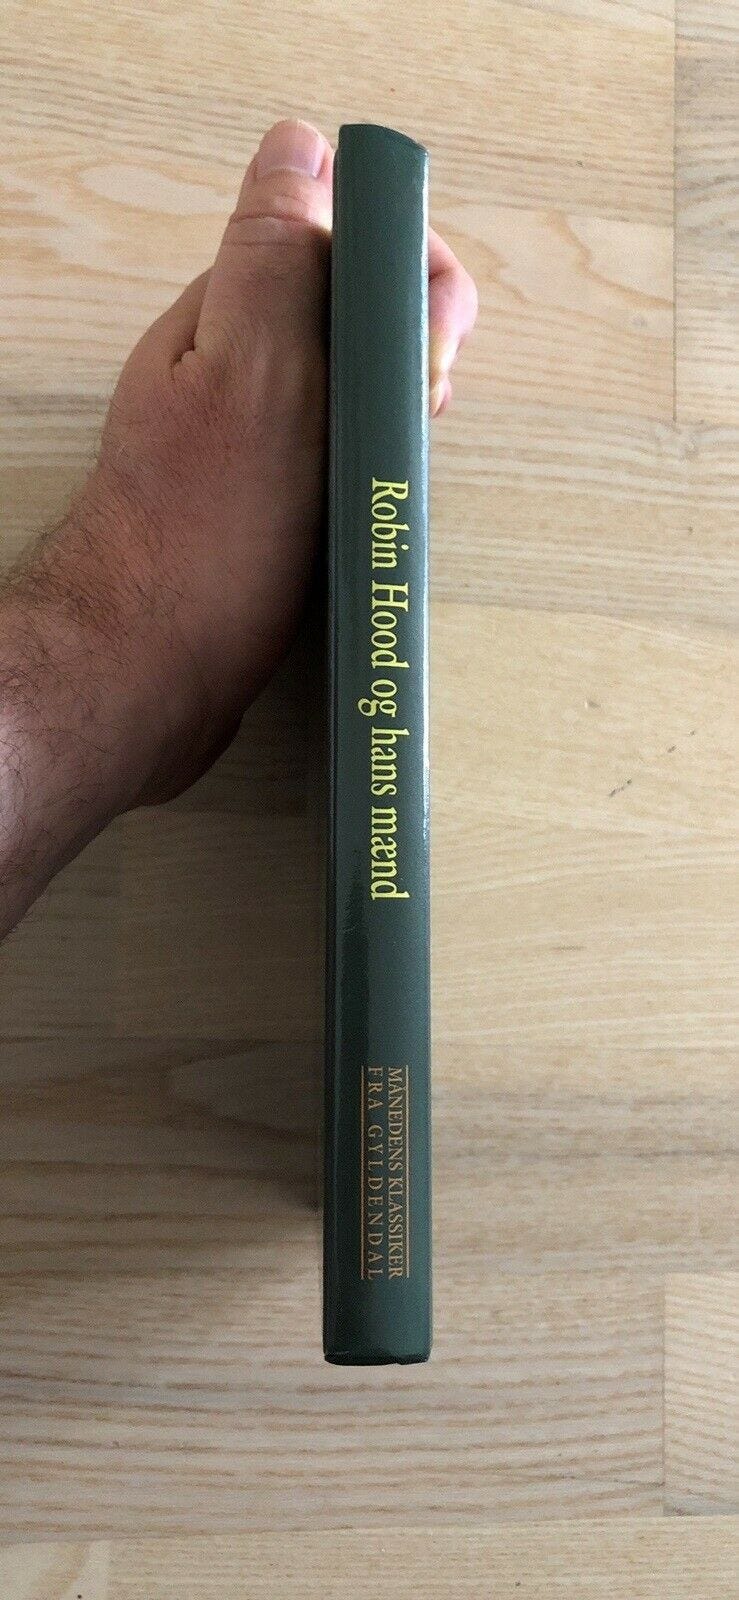 Robin Hood og hans mænd
MÅNEDENS KLASSIKER
FRA GYLDENDAL